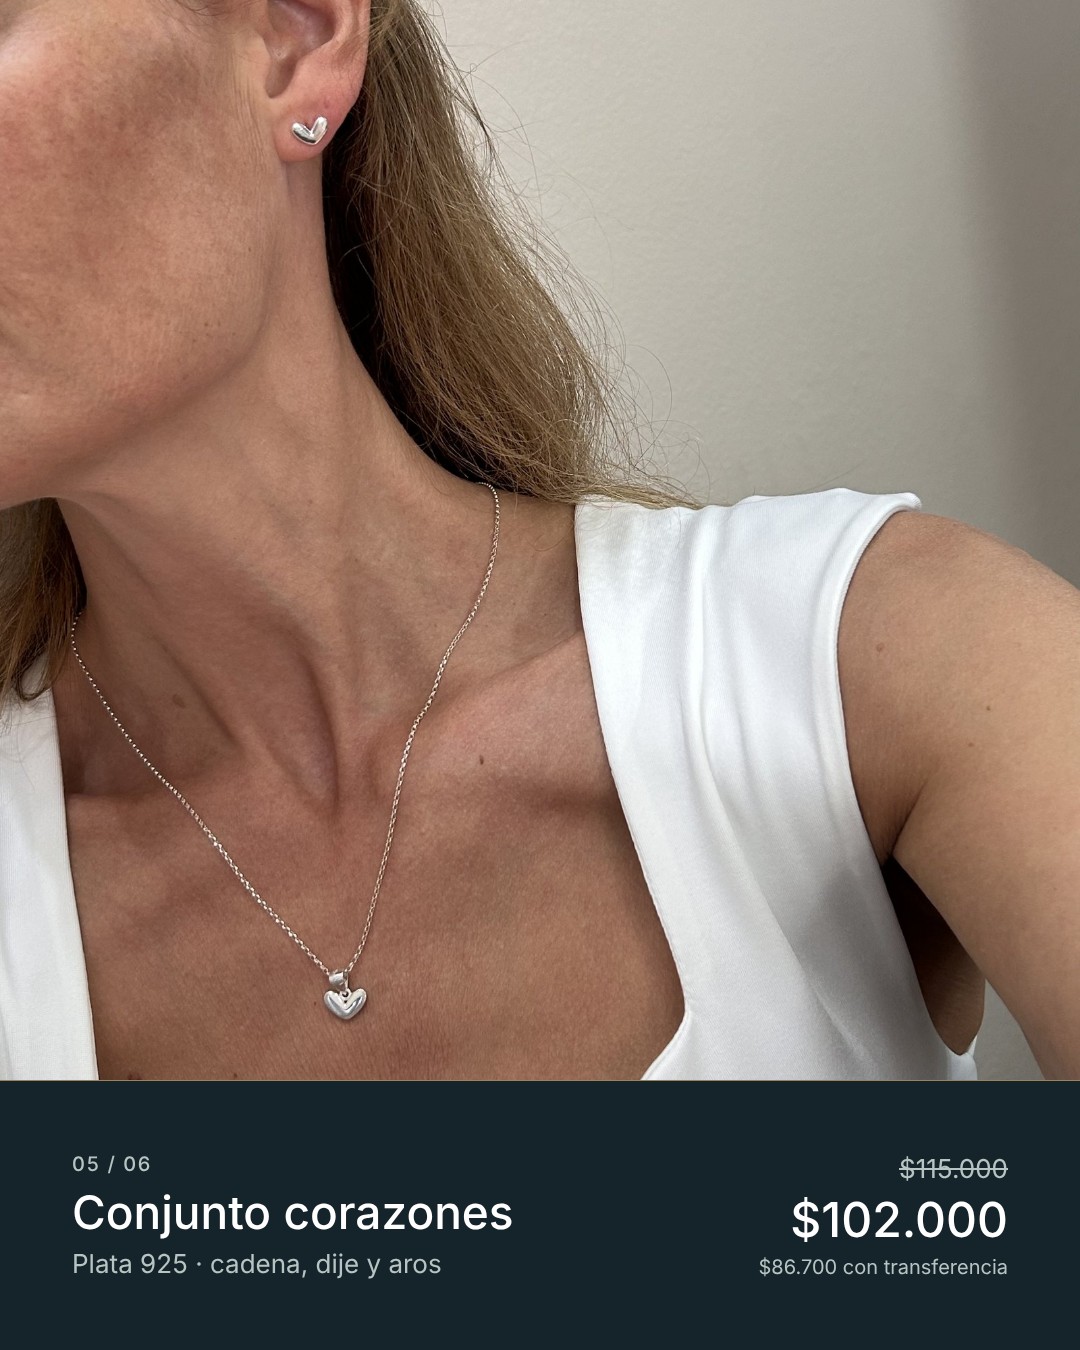 05 / 06
Conjunto corazones
Plata 925 · cadena, dije y aros
$115.000
$102.000
$86.700 con transferencia